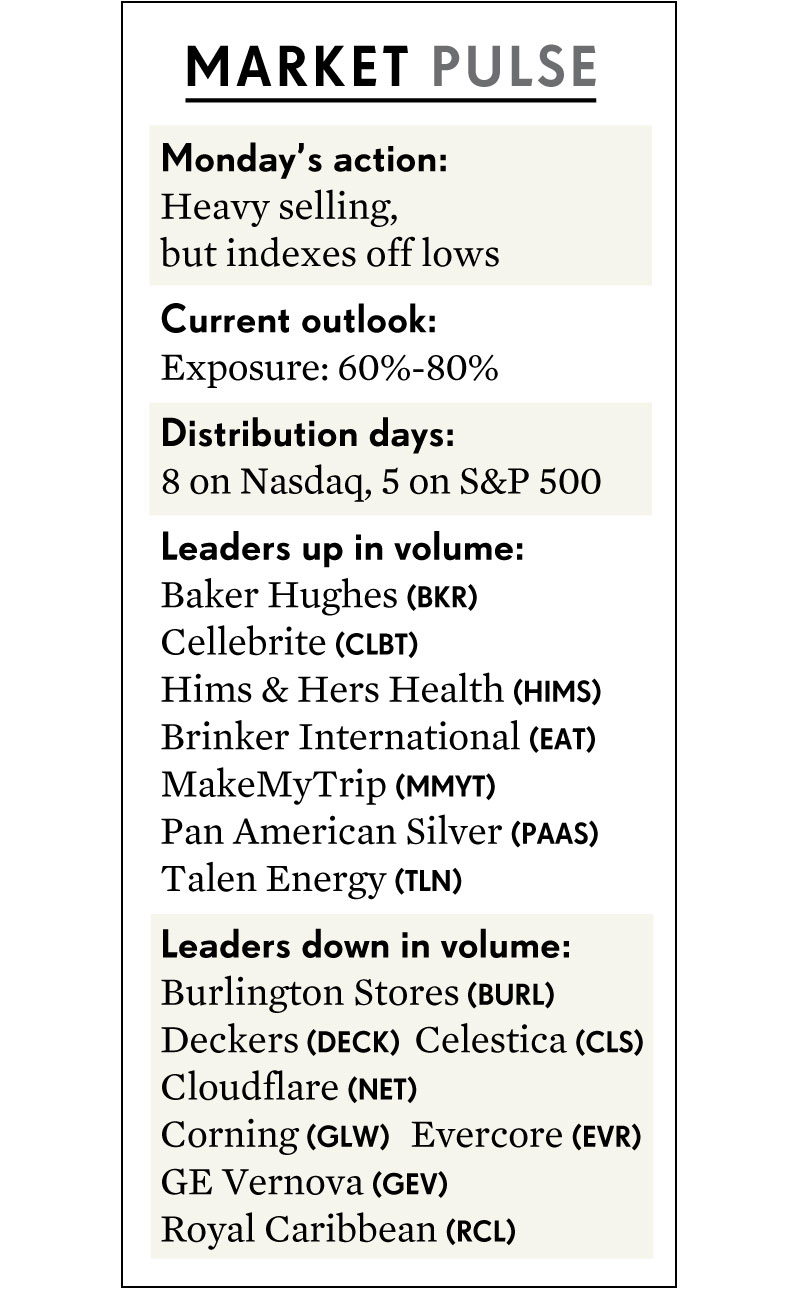 MARKET PULSE
Monday’s action:
Heavy selling,
but indexes off lows
Current outlook:
Exposure: 60%-80%
Distribution days:
8 on Nasdaq, 5 on S&P 500
Leaders up in volume:
Baker Hughes (BKR)
Cellebrite (CLBT)
Hims & Hers Health (HIMS)
Brinker International (EAT)
MakeMyTrip (MMYT)
Pan American Silver (PAAS)
Talen Energy (TLN)
Leaders down in volume:
Burlington Stores (BURL)
Deckers (DECK) Celestica (CLS)
Cloudflare (NET)
Corning (GLW) Evercore (EVR)
GE Vernova (GEV)
Royal Caribbean (RCL)